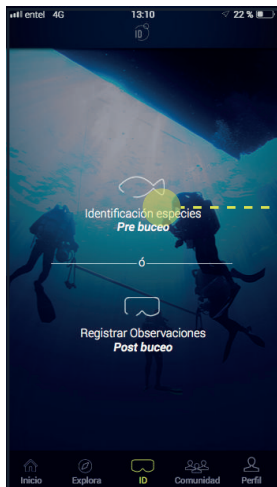 entel 4G 13:10 22 %
ID
Identificación especies
Pre buceo
ó
Registrar Observaciones
Post buceo
Inicio Explora ID Comunidad Perfil